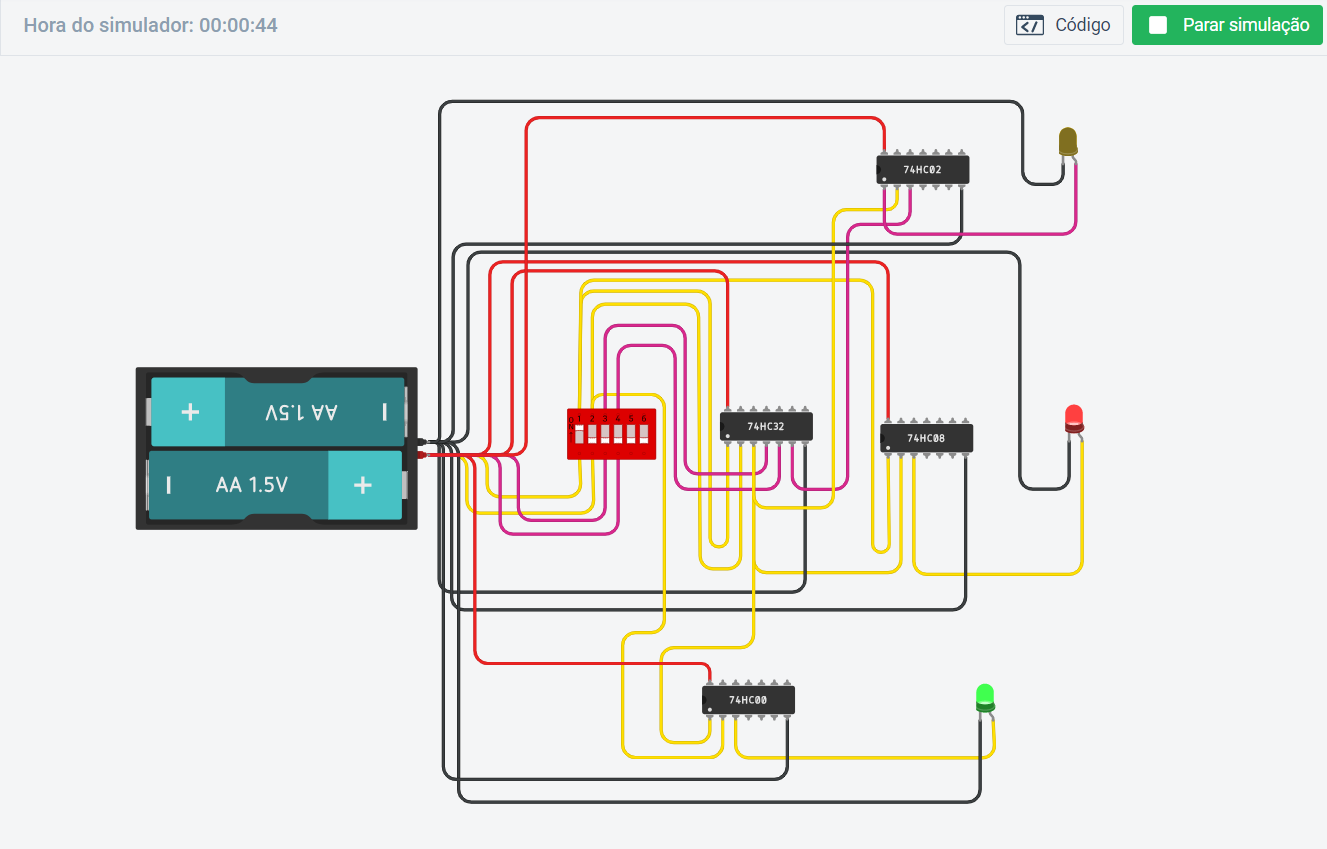 Hora do simulador: 00:00:44
Código
Parar simulação
74HC02
AA 1.5V
1 2 3 4 5 6
74HC32
74HC08
AA 1.5V
74HC00